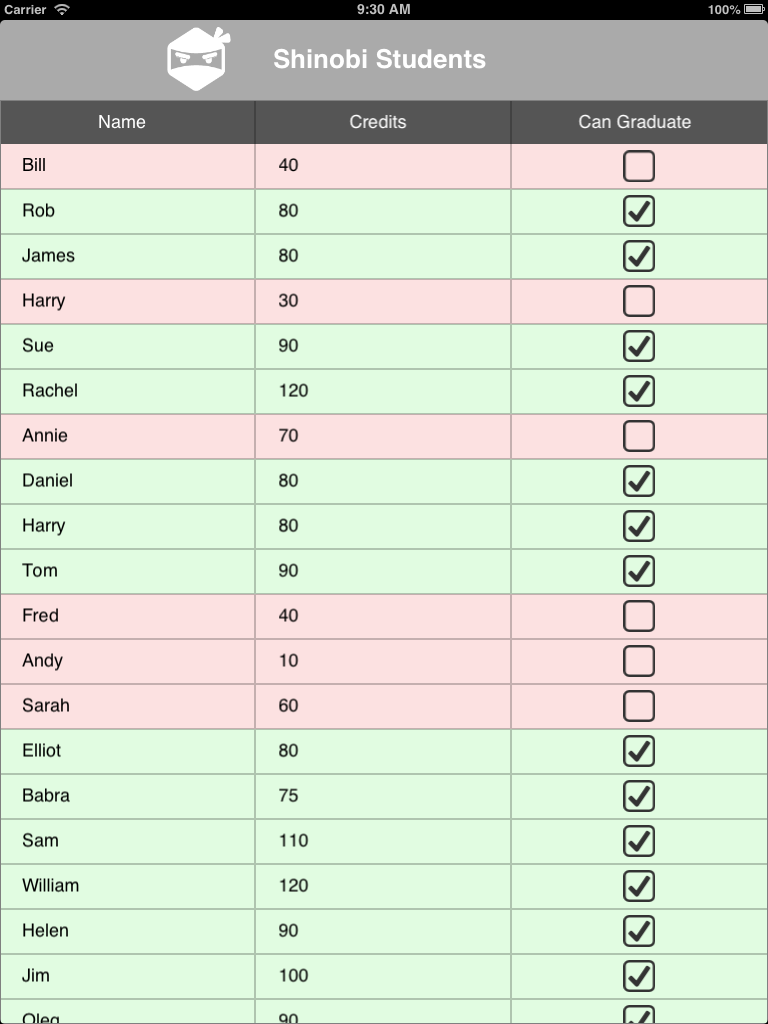 Carrier 9:30 AM 100%
Shinobi Students
Name Credits Can Graduate
Bill 40
Rob 80
James 80
Harry 30
Sue 90
Rachel 120
Annie 70
Daniel 80
Harry 80
Tom 90
Fred 40
Andy 10
Sarah 60
Elliot 80
Babra 75
Sam 110
William 120
Helen 90
Jim 100
Oleg 90